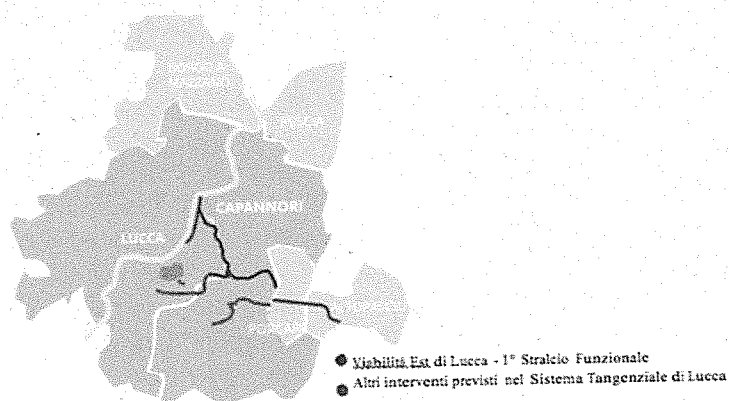 CAPANNORI
LUCCA
Viabilità Est di Lucca - 1° Stralcio Funzionale
Altri interventi previsti nel Sistema Tangenziale di Lucca